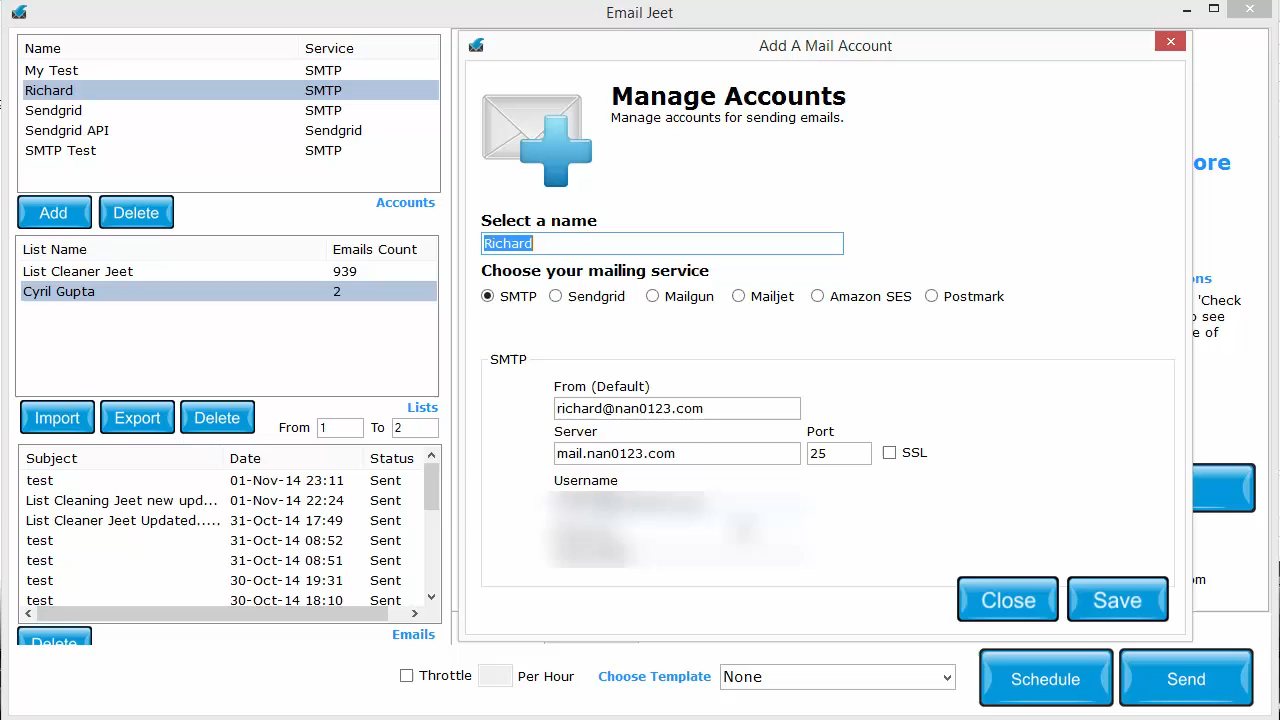 Email Jeet
Name Service
My Test SMTP
Richard SMTP
Sendgrid SMTP
Sendgrid API Sendgrid
SMTP Test SMTP
Add Delete Accounts
List Name Emails Count
List Cleaner Jeet 939
Cyril Gupta 2
Import Export Delete Lists
From 1 To 2
Subject Date Status
test 01-Nov-14 23:11 Sent
List Cleaning Jeet new upd... 01-Nov-14 22:24 Sent
List Cleaner Jeet Updated..... 31-Oct-14 17:49 Sent
test 31-Oct-14 08:52 Sent
test 31-Oct-14 08:51 Sent
test 30-Oct-14 19:31 Sent
test 30-Oct-14 18:10 Sent
Delete Emails
Add A Mail Account
Manage Accounts
Manage accounts for sending emails.
Select a name
Richard
Choose your mailing service
SMTP Sendgrid Mailgun Mailjet Amazon SES Postmark
SMTP
From (Default)
richard@nan0123.com
Server Port
mail.nan0123.com 25 SSL
Username
Close Save
ore
ons
'Check
o see
e of
om
Throttle Per Hour Choose Template None Schedule Send